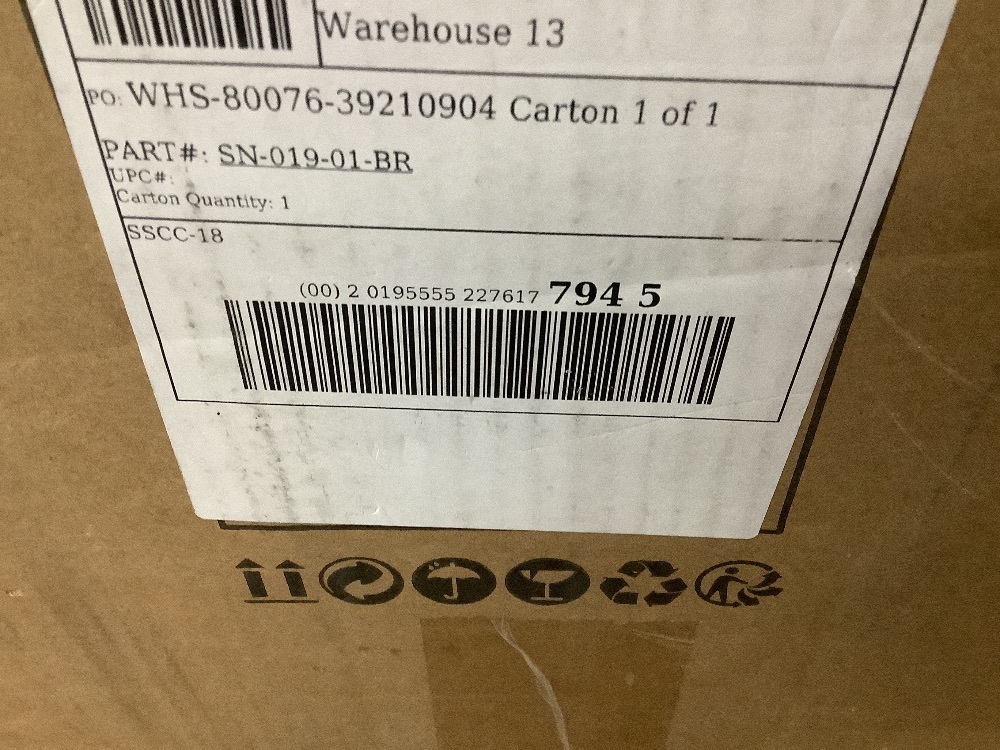 Warehouse 13
PO: WHS-80076-39210904 Carton 1 of 1
PART#: SN-019-01-BR
UPC#:
Carton Quantity: 1
SSCC-18
(00) 2 0195555 227617 794 5